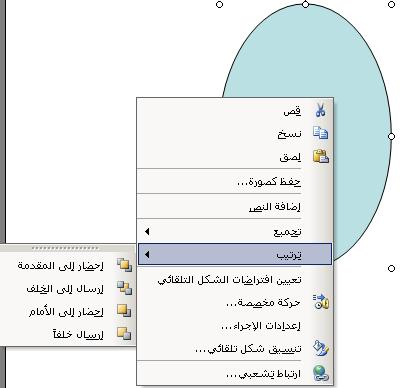 قص
نسخ
لصق
حفظ كصورة...
إضافة النص
تجميع
ترتيب
تعيين افتراضات الشكل التلقائي
حركة مخصصة...
إعدادات الإجراء...
تنسيق شكل تلقائي...
ارتباط تشعبي...
إحضار إلى المقدمة
إرسال إلى الخلف
إحضار إلى الأمام
إرسال خلفاً